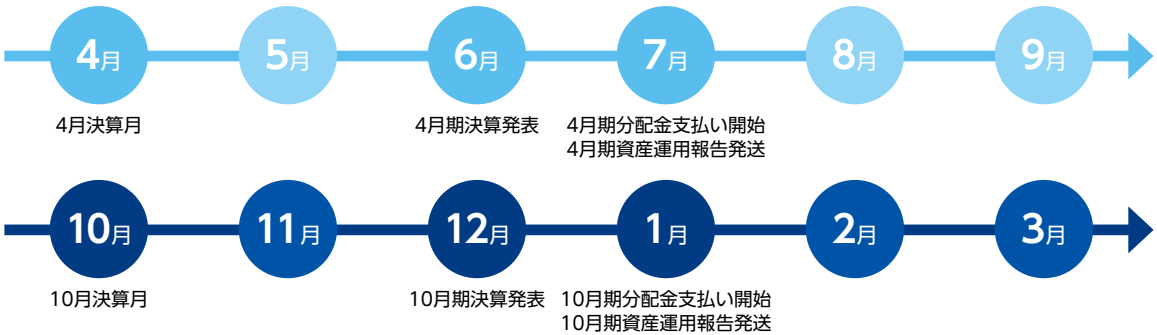 4月 5月 6月 7月 8月 9月
4月決算月 4月期決算発表 4月期分配金支払い開始
4月期資産運用報告発送
10月 11月 12月 1月 2月 3月
10月決算月 10月期決算発表 10月期分配金支払い開始
10月期資産運用報告発送